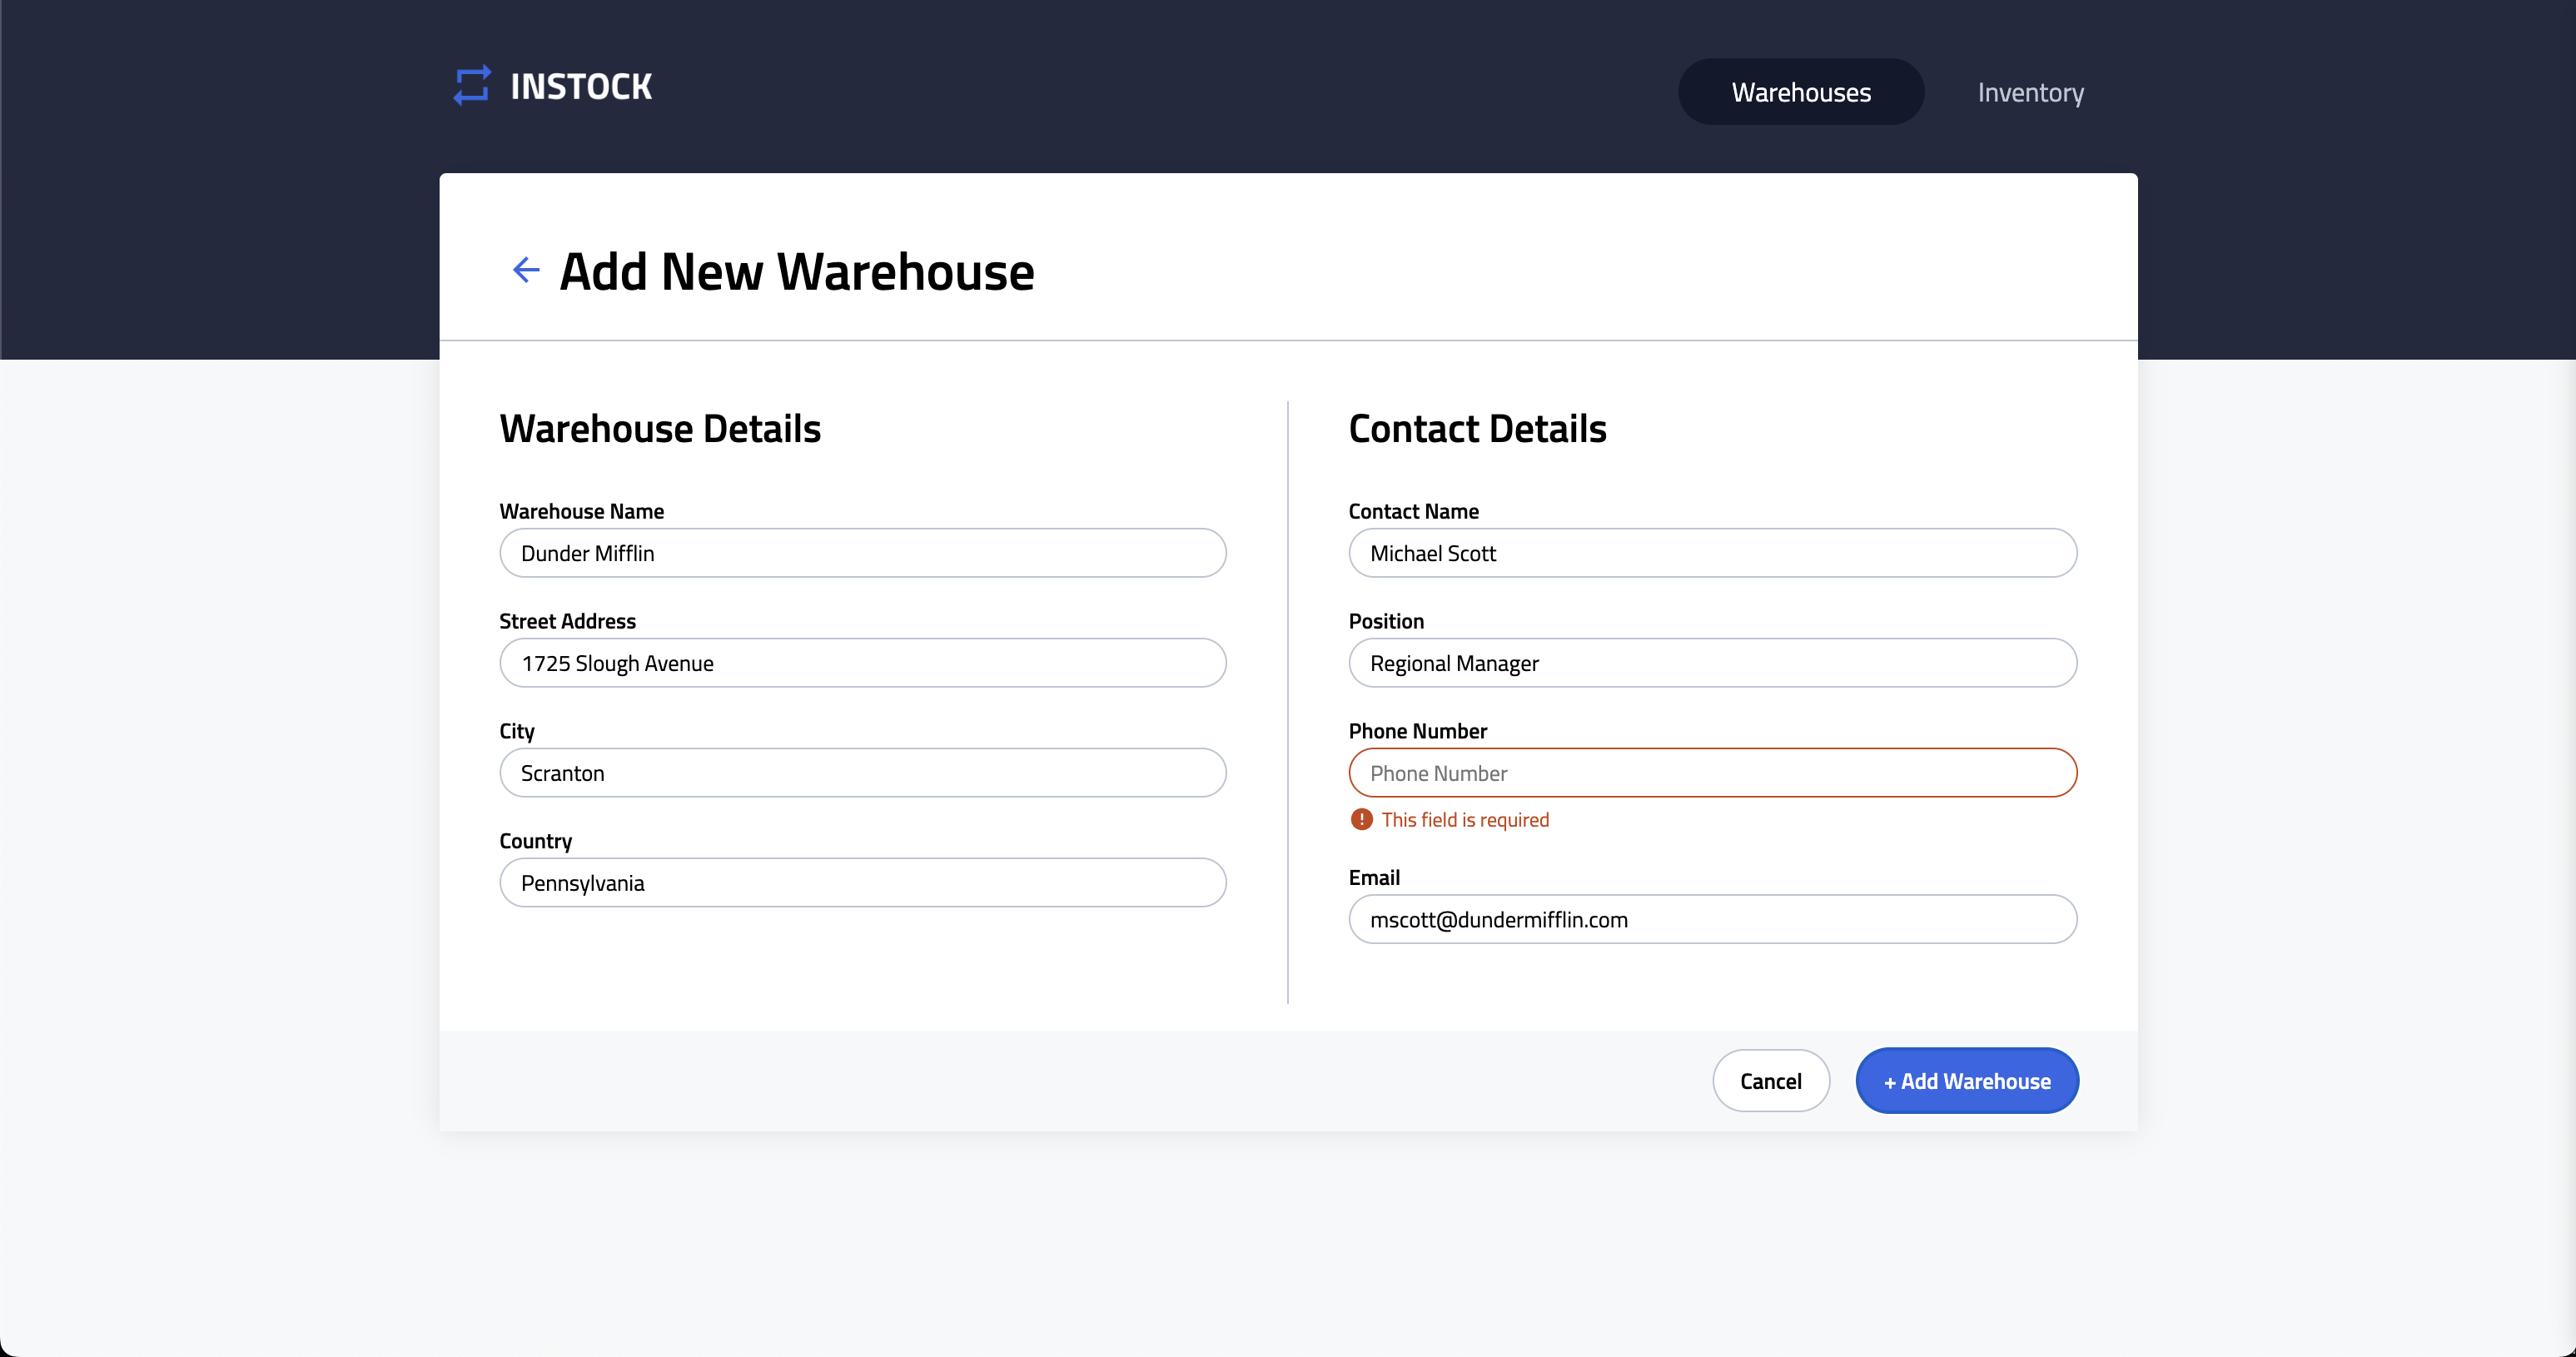 INSTOCK
Warehouses
Inventory
Add New Warehouse
Warehouse Details
Warehouse Name
Dunder Mifflin
Street Address
1725 Slough Avenue
City
Scranton
Country
Pennsylvania
Contact Details
Contact Name
Michael Scott
Position
Regional Manager
Phone Number
Phone Number
This field is required
Email
mscott@dundermifflin.com
Cancel
+ Add Warehouse